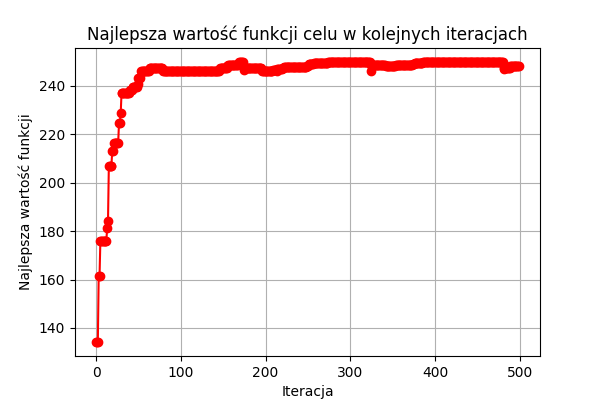 Najlepsza wartość funkcji celu w kolejnych iteracjach
Najlepsza wartość funkcji
240
220
200
180
160
140
0 100 200 300 400 500
Iteracja